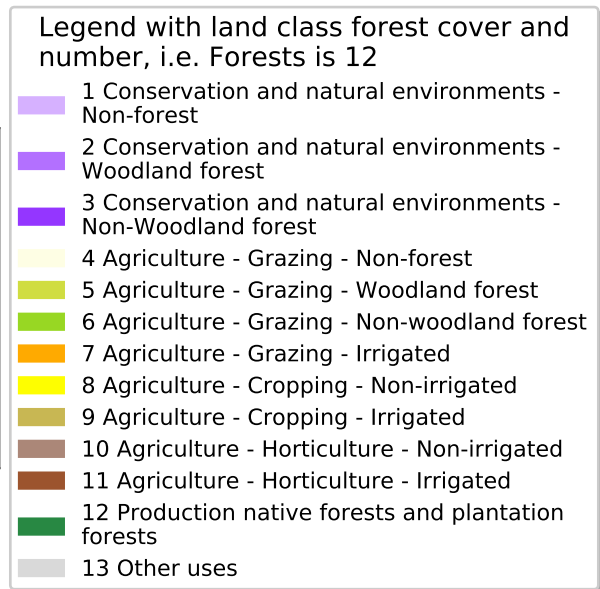 Legend with land class forest cover and
number, i.e. Forests is 12
1 Conservation and natural environments -
Non-forest
2 Conservation and natural environments -
Woodland forest
3 Conservation and natural environments -
Non-Woodland forest
4 Agriculture - Grazing - Non-forest
5 Agriculture - Grazing - Woodland forest
6 Agriculture - Grazing - Non-woodland forest
7 Agriculture - Grazing - Irrigated
8 Agriculture - Cropping - Non-irrigated
9 Agriculture - Cropping - Irrigated
10 Agriculture - Horticulture - Non-irrigated
11 Agriculture - Horticulture - Irrigated
12 Production native forests and plantation
forests
13 Other uses